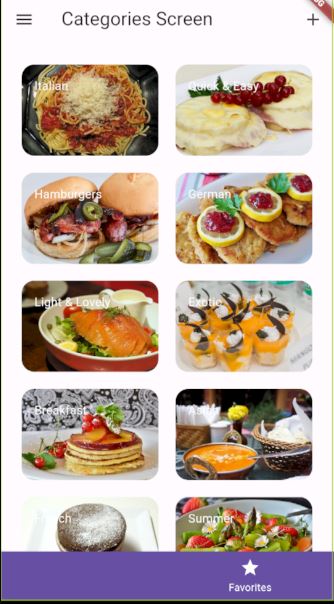 Categories Screen
Italian
Quick & Easy
Hamburgers
German
Light & Lovely
Exotic
Breakfast
Asian
French
Summer
Favorites